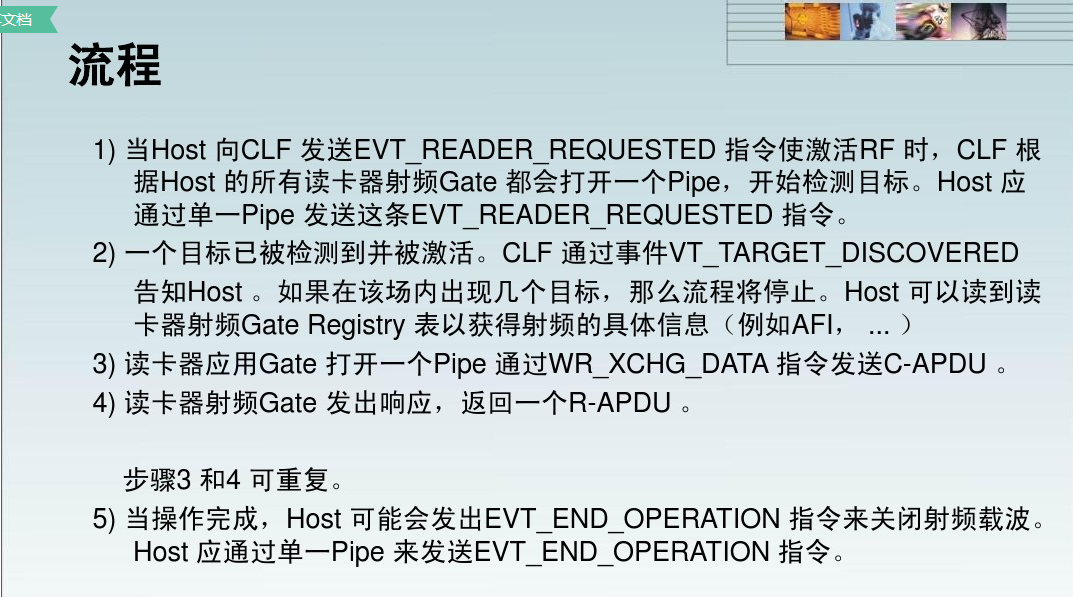 文档
流程
1) 当Host 向CLF 发送EVT_READER_REQUESTED 指令使激活RF 时，CLF 根
据Host 的所有读卡器射频Gate 都会打开一个Pipe，开始检测目标。Host 应
通过单一Pipe 发送这条EVT_READER_REQUESTED 指令。
2) 一个目标已被检测到并被激活。CLF 通过事件VT_TARGET_DISCOVERED
告知Host 。如果在该场内出现几个目标，那么流程将停止。Host 可以读到读
卡器射频Gate Registry 表以获得射频的具体信息（例如AFI， ... ）
3) 读卡器应用Gate 打开一个Pipe 通过WR_XCHG_DATA 指令发送C-APDU 。
4) 读卡器射频Gate 发出响应，返回一个R-APDU 。
步骤3 和4 可重复。
5) 当操作完成，Host 可能会发出EVT_END_OPERATION 指令来关闭射频载波。
Host 应通过单一Pipe 来发送EVT_END_OPERATION 指令。